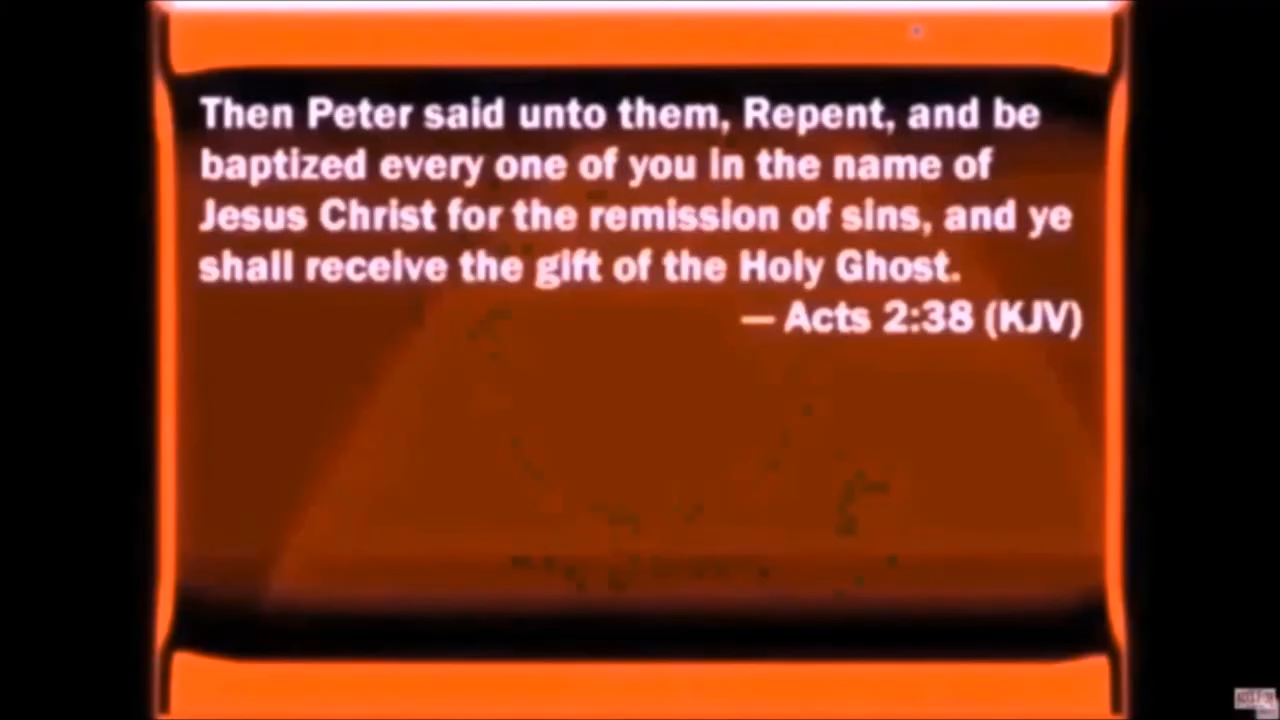 Then Peter said unto them, Repent, and be
baptized every one of you in the name of
Jesus Christ for the remission of sins, and ye
shall receive the gift of the Holy Ghost.
— Acts 2:38 (KJV)